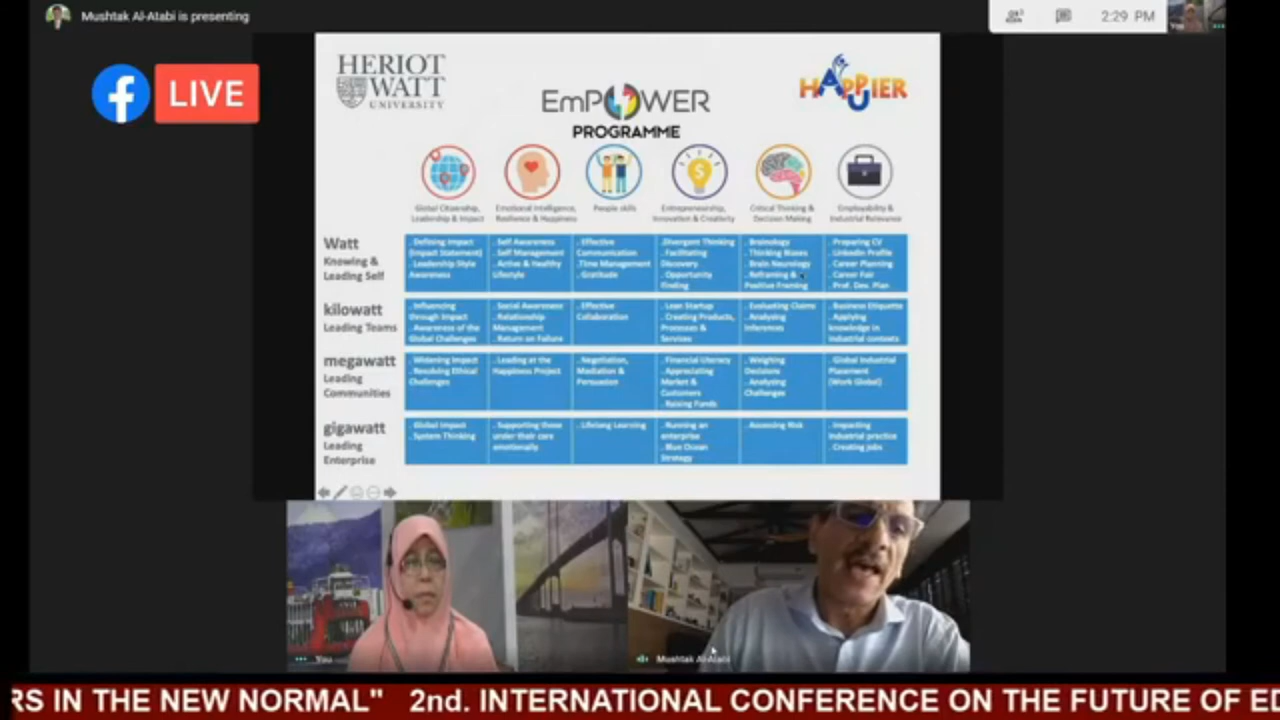 Mushtak Al-Atabi is presenting
2:29 PM
You
LIVE
HERIOT
WATT
UNIVERSITY
EmPOWER
PROGRAMME
HAPPIER
Global Citizenship,
Leadership & Impact
Emotional Intelligence,
Resilience & Happiness
People skills
Entrepreneurship,
Innovation & Creativity
Critical Thinking &
Decision Making
Employability &
Industrial Relevance
Watt
Knowing &
Leading Self
. Defining Impact
(Impact Statement)
. Leadership Style
Awareness
. Self Awareness
. Self Management
. Active & Healthy
Lifestyle
. Effective
Communication
.Time Management
. Gratitude
.Divergent Thinking
. Facilitating
Discovery
. Opportunity
finding
. Brainology
. Thinking Biases
. Brain Neurology
. Reframing &
Positive Framing
. Preparing CV
. LinkedIn Profile
. Career Planning
. Career Fair
. Prof. Dev. Plan
kilowatt
Leading Teams
. Influencing
through Impact
. Awareness of the
Global Challenges
. Social Awareness
. Relationship
Management
. Return on Failure
. Effective
Collaboration
. Lean Startup
. Creating Products,
Processes &
Services
. Evaluating Claims
. Analysing
Inferences
. Business Etiquette
. Applying
knowledge in
industrial contexts
megawatt
Leading
Communities
. Widening Impact
. Resolving Ethical
Challenges
. Leading at the
Happiness Project
. Negotiation,
Mediation &
Persuasion
. Financial Literacy
. Appreciating
Market &
Customers
. Raising Funds
. Weighing
Decisions
. Analysing
Challenges
. Global Industrial
Placement
(Work Global)
gigawatt
Leading
Enterprise
. Global Impact
. System Thinking
. Supporting those
under their care
emotionally
. Lifelong Learning
. Running an
enterprise
. Blue Ocean
Strategy
. Assessing Risk
. Impacting
industrial practice
. Creating jobs
You
Mushtak Al-Atabi
RS IN THE NEW NORMAL" 2nd. INTERNATIONAL CONFERENCE ON THE FUTURE OF ED